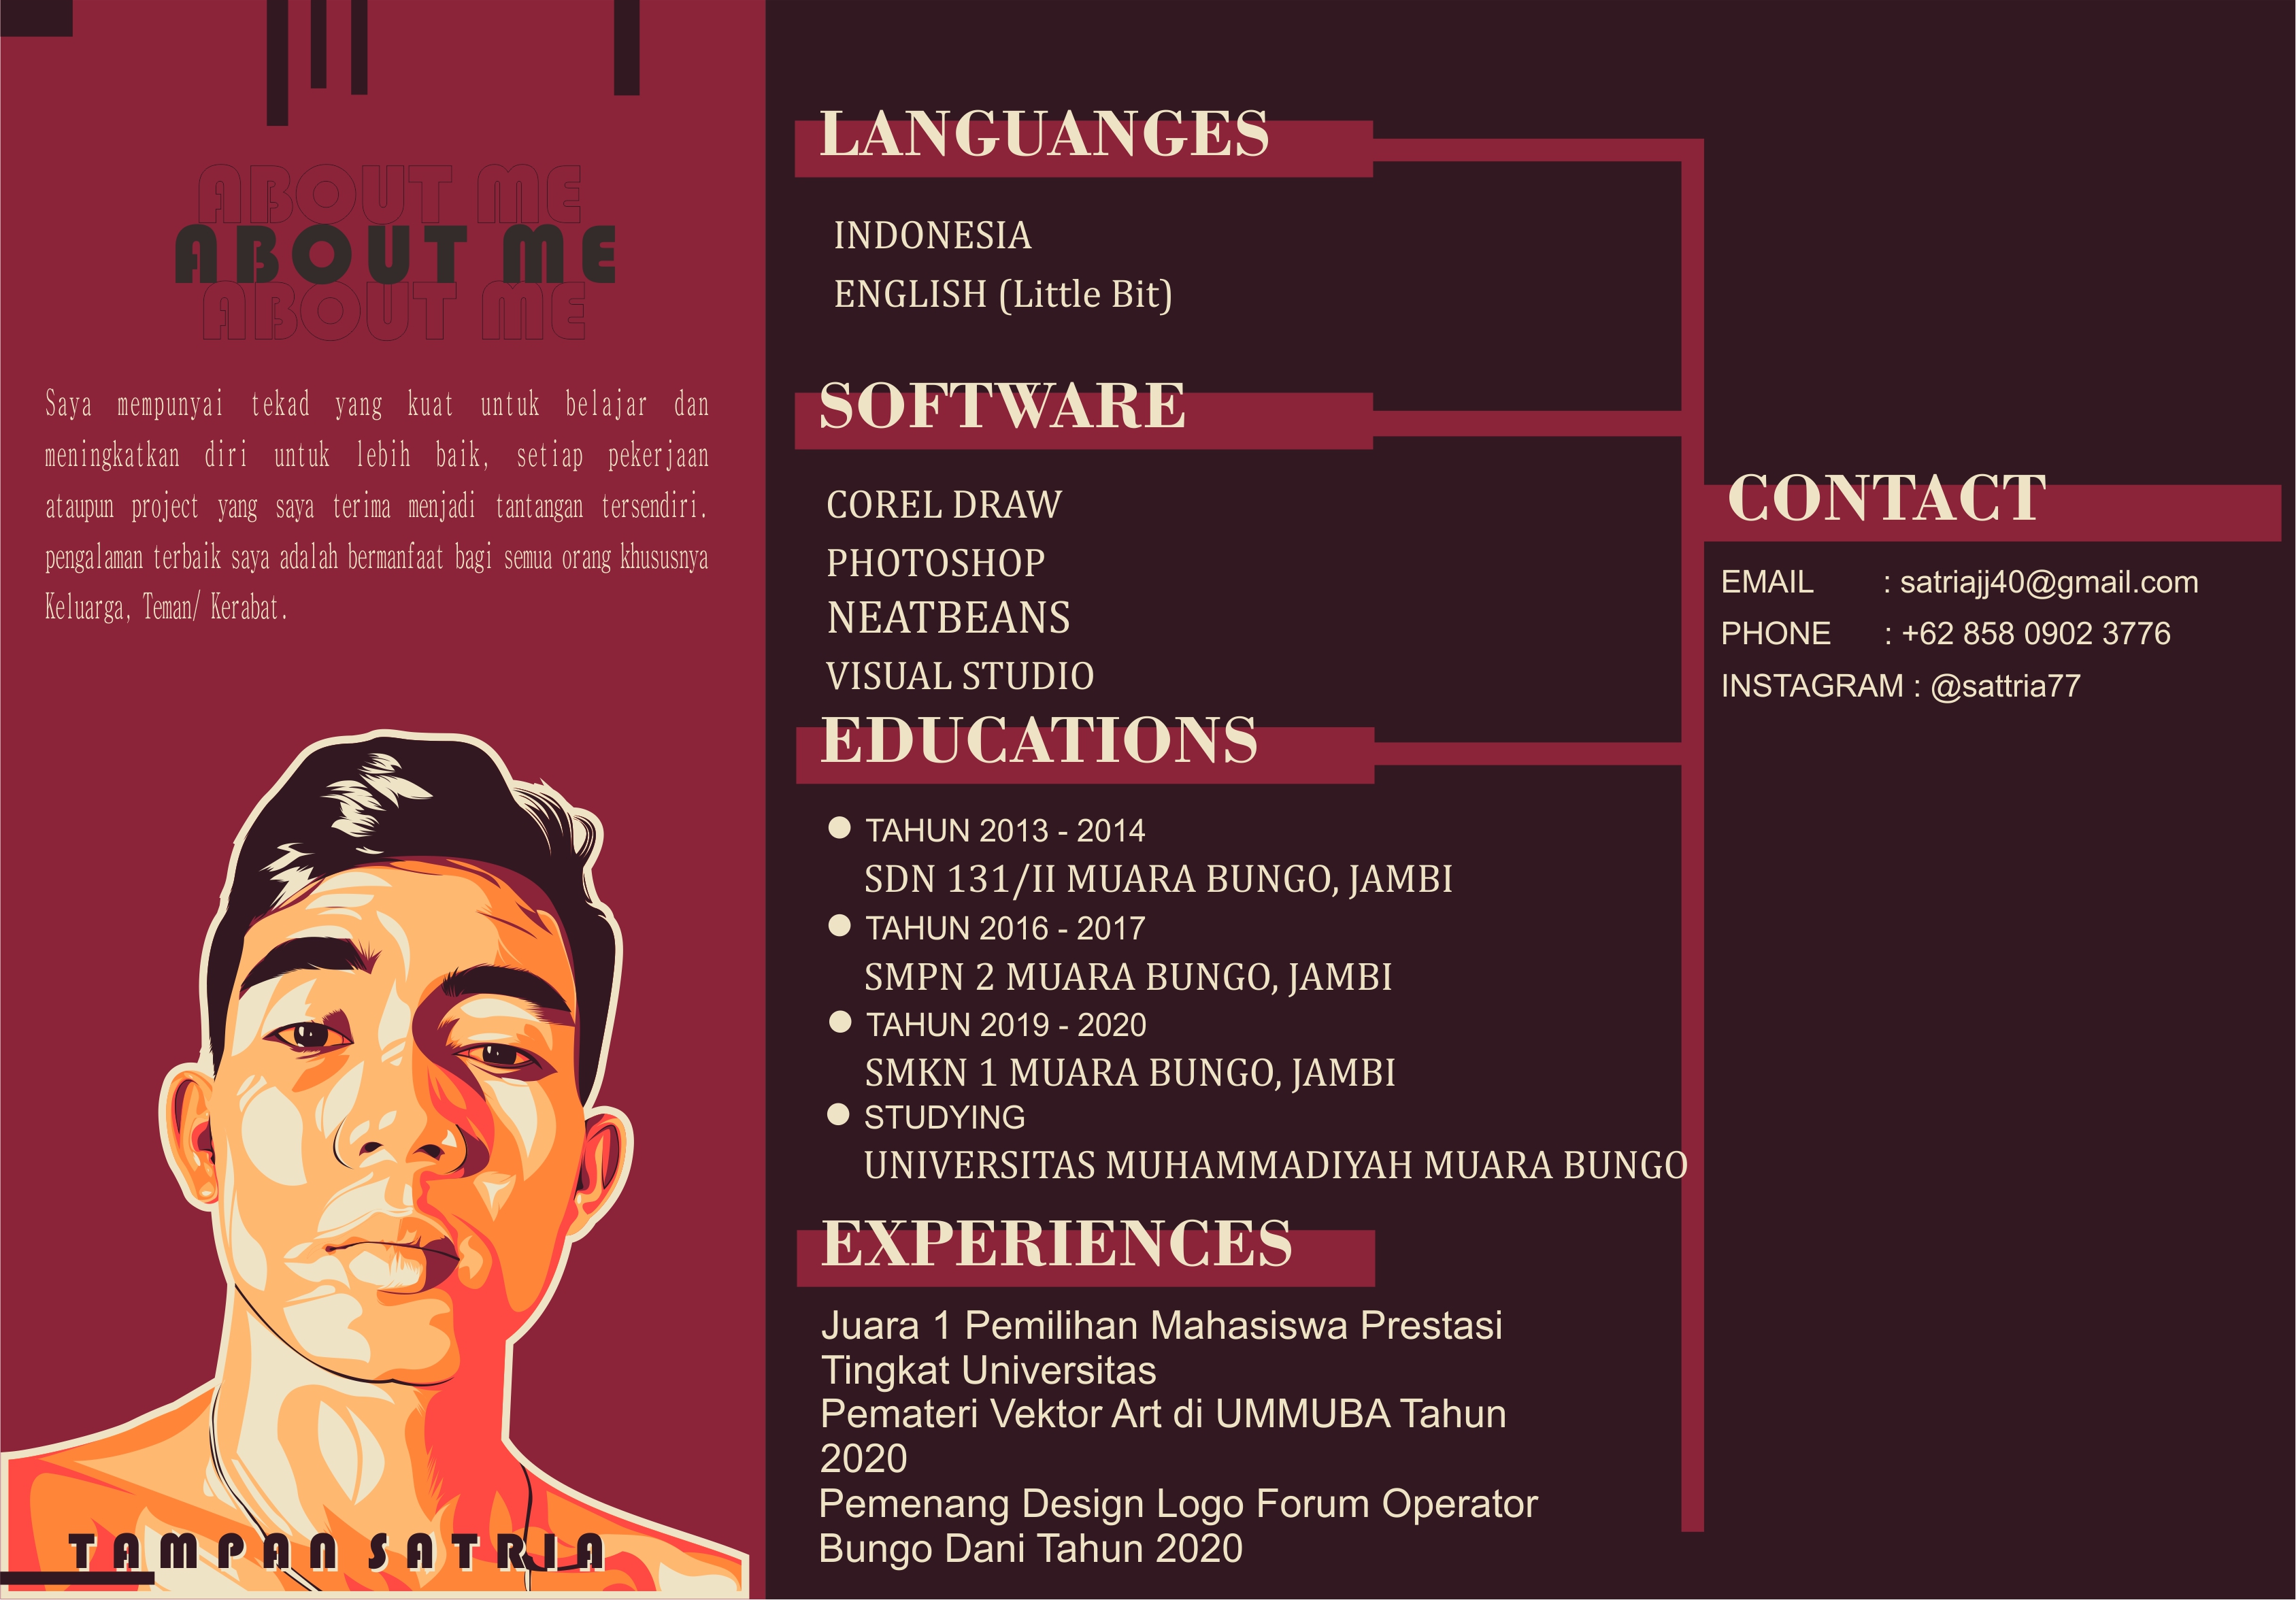 ABOUT ME
ABOUT ME
ABOUT ME
Saya mempunyai tekad yang kuat untuk belajar dan
meningkatkan diri untuk lebih baik, setiap pekerjaan
ataupun project yang saya terima menjadi tantangan tersendiri.
pengalaman terbaik saya adalah bermanfaat bagi semua orang khususnya
Keluarga, Teman/ Kerabat.
TAMPAN SATRIA
LANGUANGES
INDONESIA
ENGLISH (Little Bit)
SOFTWARE
COREL DRAW
PHOTOSHOP
NEATBEANS
VISUAL STUDIO
EDUCATIONS
TAHUN 2013 - 2014
SDN 131/II MUARA BUNGO, JAMBI
TAHUN 2016 - 2017
SMPN 2 MUARA BUNGO, JAMBI
TAHUN 2019 - 2020
SMKN 1 MUARA BUNGO, JAMBI
STUDYING
UNIVERSITAS MUHAMMADIYAH MUARA BUNGO
EXPERIENCES
Juara 1 Pemilihan Mahasiswa Prestasi
Tingkat Universitas
Pemateri Vektor Art di UMMUBA Tahun
2020
Pemenang Design Logo Forum Operator
Bungo Dani Tahun 2020
CONTACT
EMAIL : satriajj40@gmail.com
PHONE : +62 858 0902 3776
INSTAGRAM : @sattria77